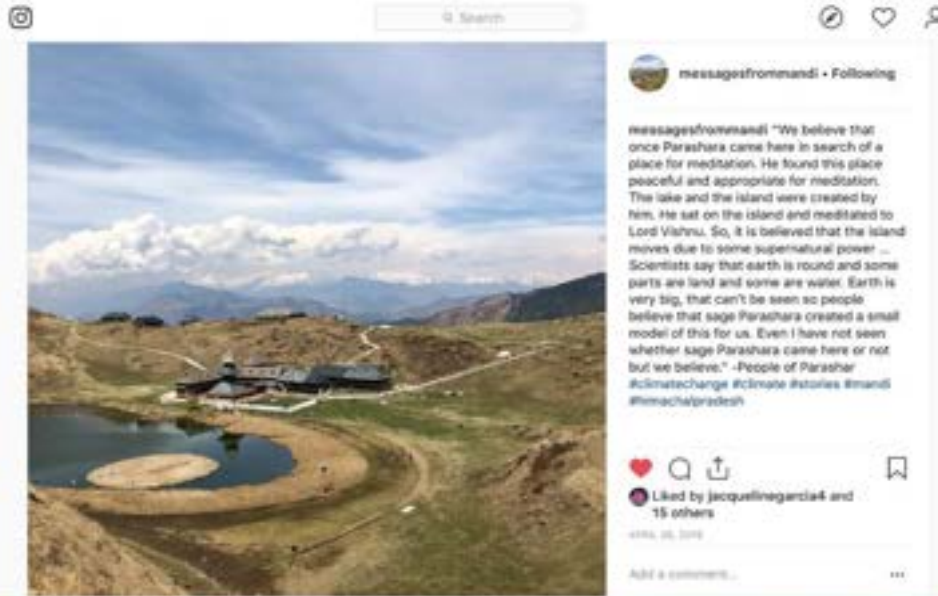 Search
messagesfrommandi • Following
messagesfrommandi "We believe that
once Parashara came here in search of a
place for meditation. He found this place
peaceful and appropriate for meditation.
The lake and the island were created by
him. He sat on the island and meditated to
Lord Vishnu. So, it is believed that the island
moves due to some supernatural power ...
Scientists say that earth is round and some
parts are land and some are water. Earth is
very big, that can't be seen so people
believe that sage Parashara created a small
model of this for us. Even I have not seen
whether sage Parashara came here or not
but we believe." -People of Parashar
#climatechange #climate #stories #mandi
#himachalpradesh
Liked by jacquelinegarcia4 and
15 others
APRIL
Add a comment...